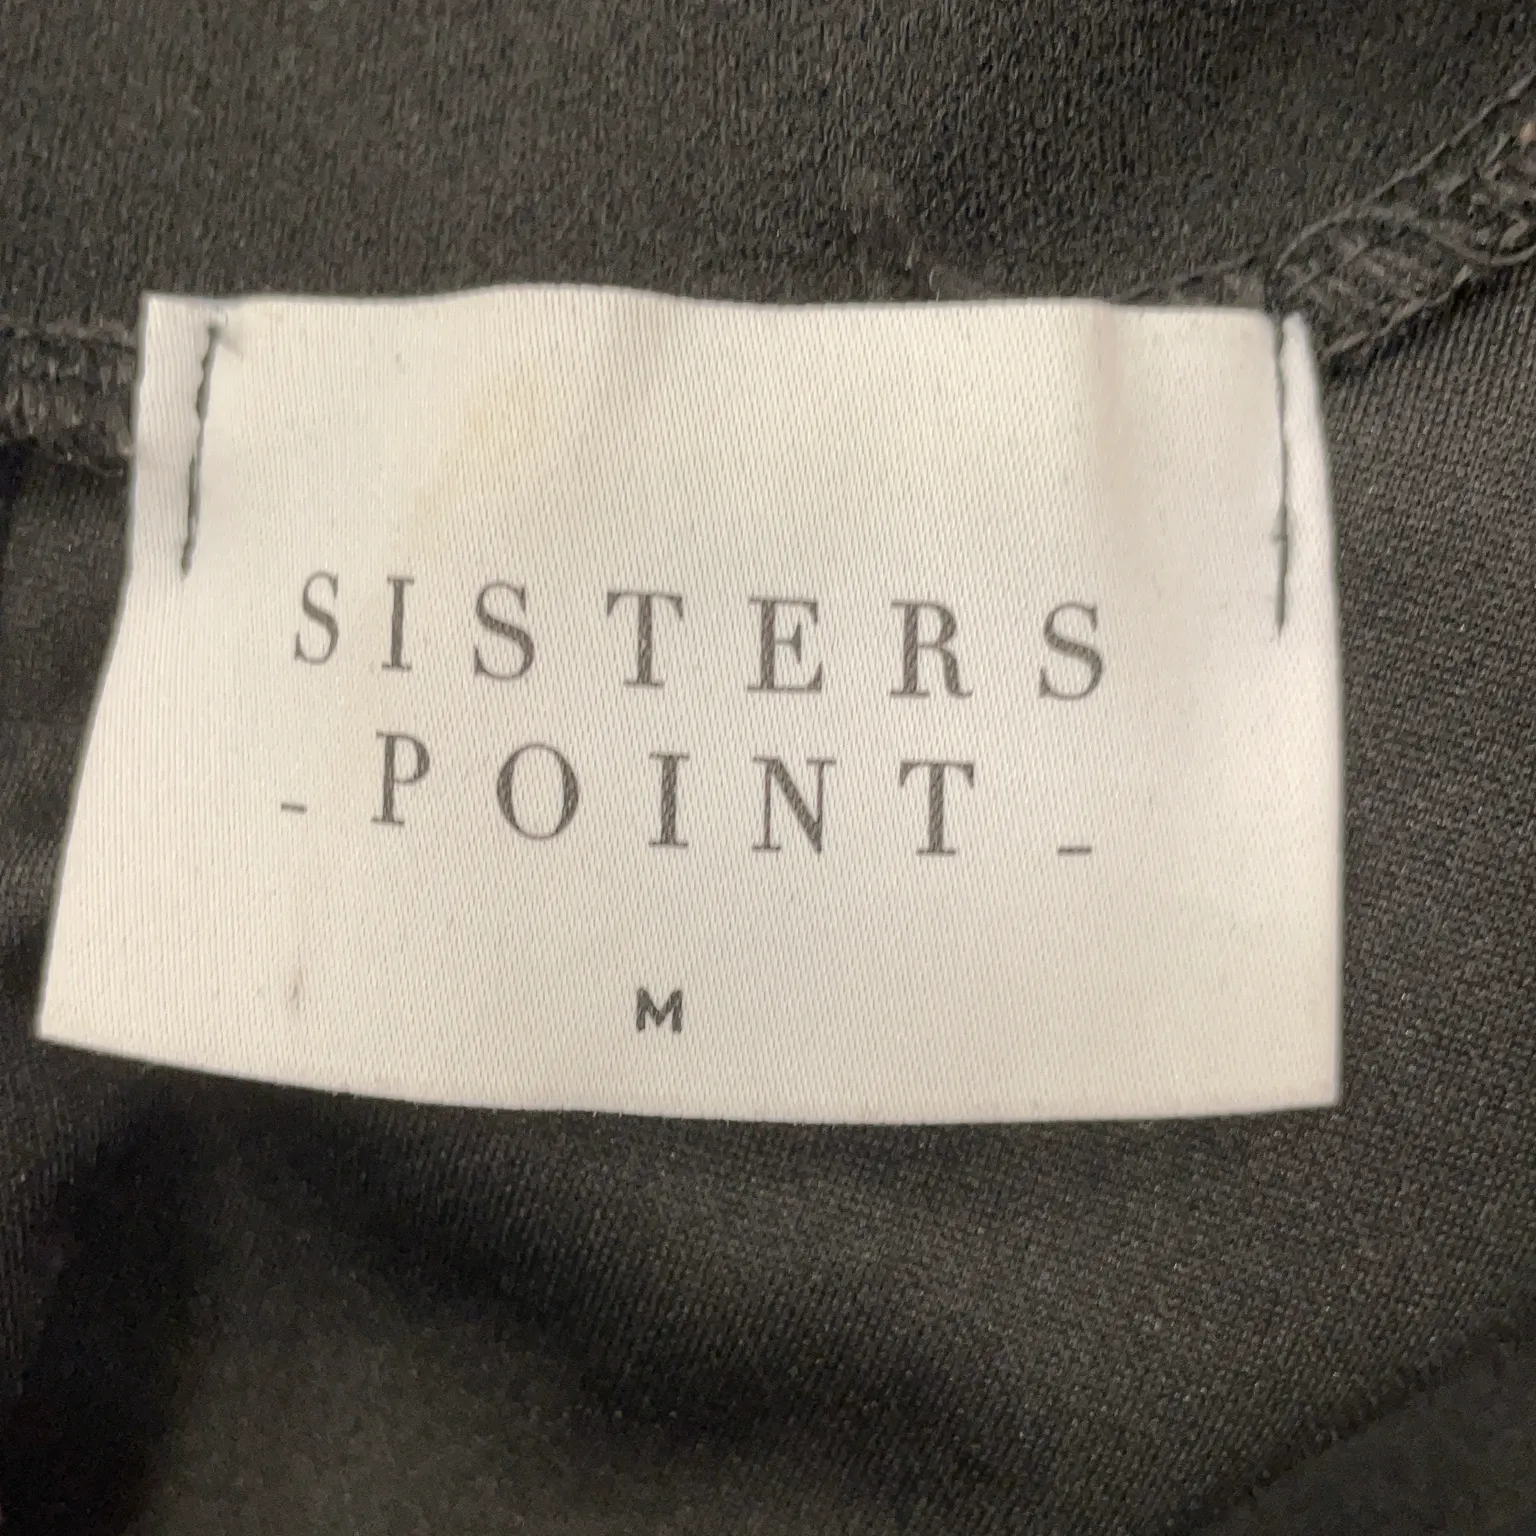 SISTERS
- POINT -
M